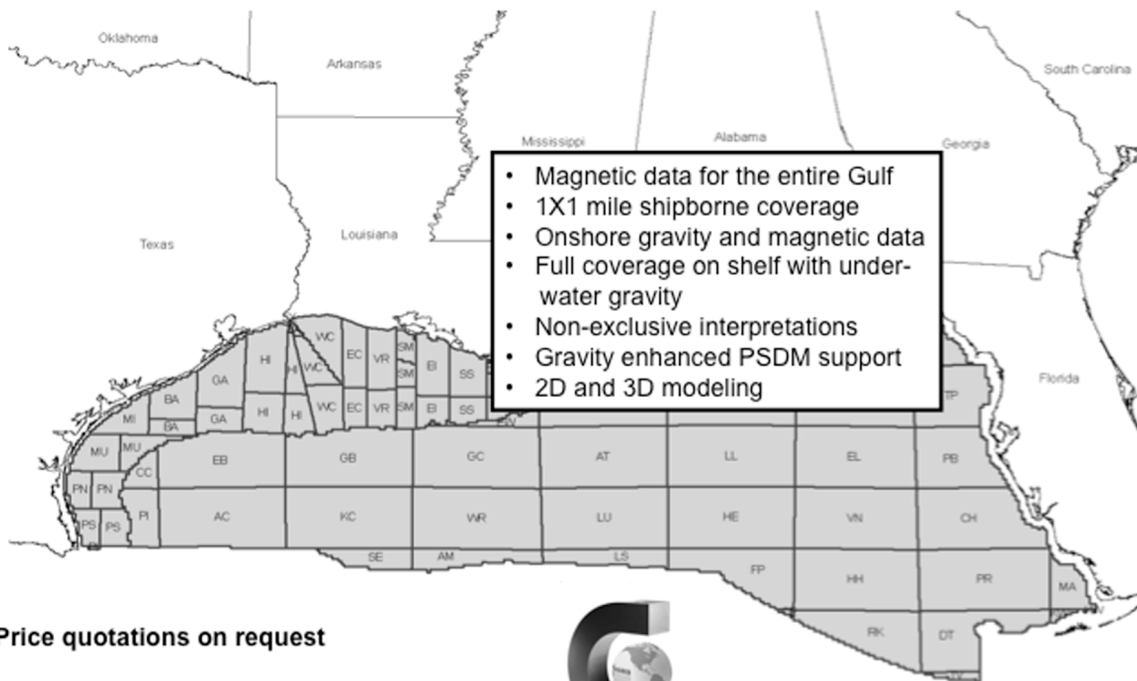 Oklahoma
Arkansas
South Carolina
Mississippi
Alabama
Georgia
Texas
Louisiana
Florida
• Magnetic data for the entire Gulf
• 1X1 mile shipborne coverage
• Onshore gravity and magnetic data
• Full coverage on shelf with under-
water gravity
• Non-exclusive interpretations
• Gravity enhanced PSDM support
• 2D and 3D modeling
WC
HI EC VR SM EI
HI WC SM SS
GA
BA
HI HI WC EC VR SM EI SS
TP
MI BA GA
MU MU
CC EB GB GC AT LL EL PB
PN PN
PI AC KC WR LU HE VN CH
PS PS
SE AM LS
FP HH PR MA
RK DT
Price quotations on request